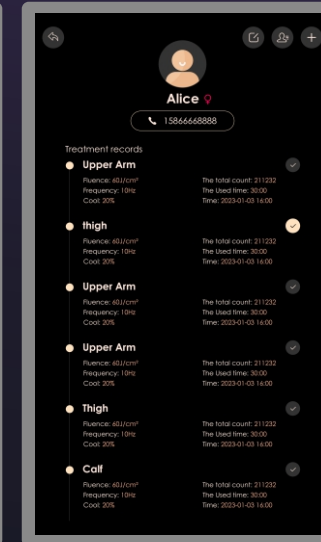 Alice
15866668888
Treatment records
Upper Arm
Fluence: 60J/cm²
The total count: 211232
Frequency: 10Hz
The Used time: 30:00
Cool: 20%
Time: 2023-01-03 16:00
thigh
Fluence: 60J/cm²
The total count: 211232
Frequency: 10Hz
The Used time: 30:00
Cool: 20%
Time: 2023-01-03 16:00
Upper Arm
Fluence: 60J/cm²
The total count: 211232
Frequency: 10Hz
The Used time: 30:00
Cool: 20%
Time: 2023-01-03 16:00
Upper Arm
Fluence: 60J/cm²
The total count: 211232
Frequency: 10Hz
The Used time: 30:00
Cool: 20%
Time: 2023-01-03 16:00
Thigh
Fluence: 60J/cm²
The total count: 211232
Frequency: 10Hz
The Used time: 30:00
Cool: 20%
Time: 2023-01-03 16:00
Calf
Fluence: 60J/cm²
The total count: 211232
Frequency: 10Hz
The Used time: 30:00
Cool: 20%
Time: 2023-01-03 16:00